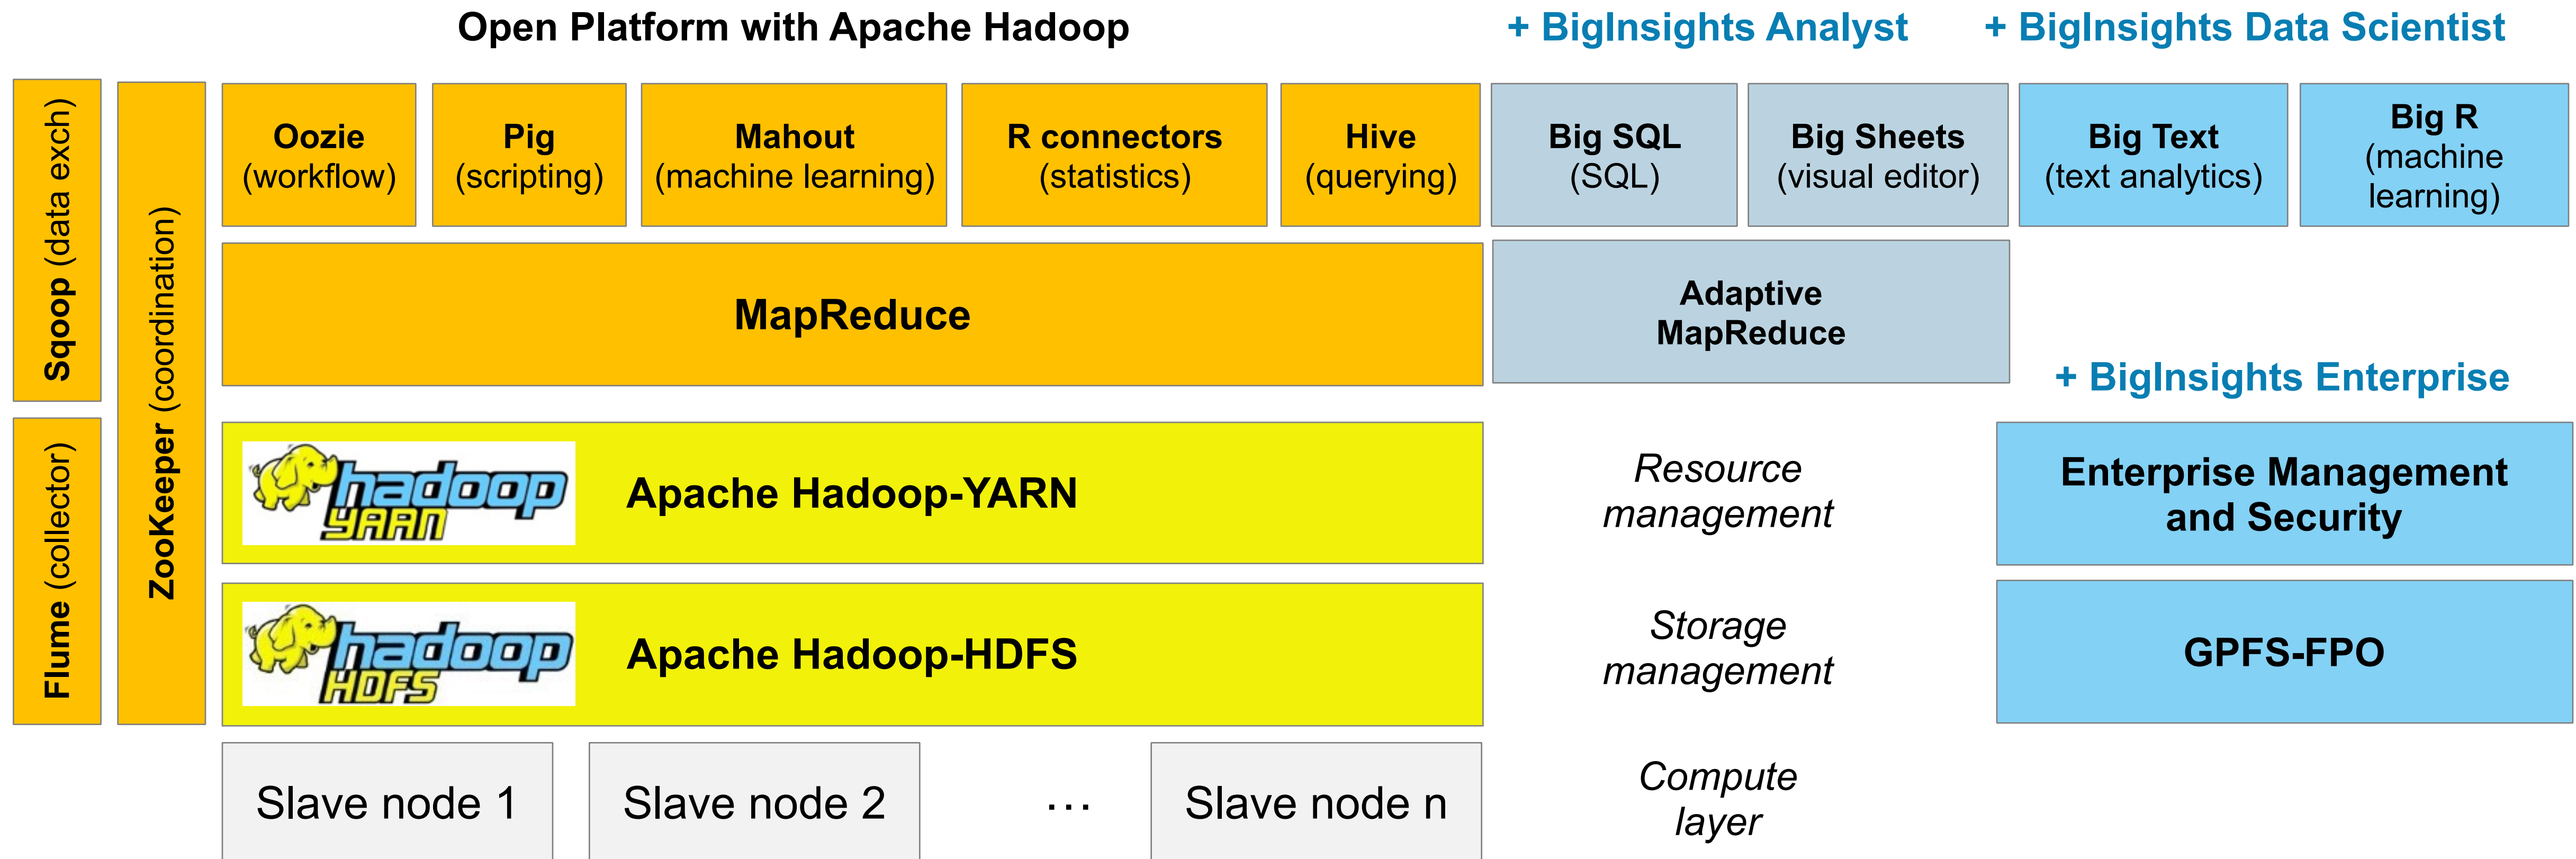 Open Platform with Apache Hadoop
+ BigInsights Analyst
+ BigInsights Data Scientist
Sqoop (data exch)
Flume (collector)
ZooKeeper (coordination)
Oozie
(workflow)
Pig
(scripting)
Mahout
(machine learning)
R connectors
(statistics)
Hive
(querying)
Big SQL
(SQL)
Big Sheets
(visual editor)
Big Text
(text analytics)
Big R
(machine
learning)
MapReduce
Adaptive
MapReduce
+ BigInsights Enterprise
hadoop
YARN
Apache Hadoop-YARN
Resource
management
Enterprise Management
and Security
hadoop
HDFS
Apache Hadoop-HDFS
Storage
management
GPFS-FPO
Slave node 1
Slave node 2
...
Slave node n
Compute
layer